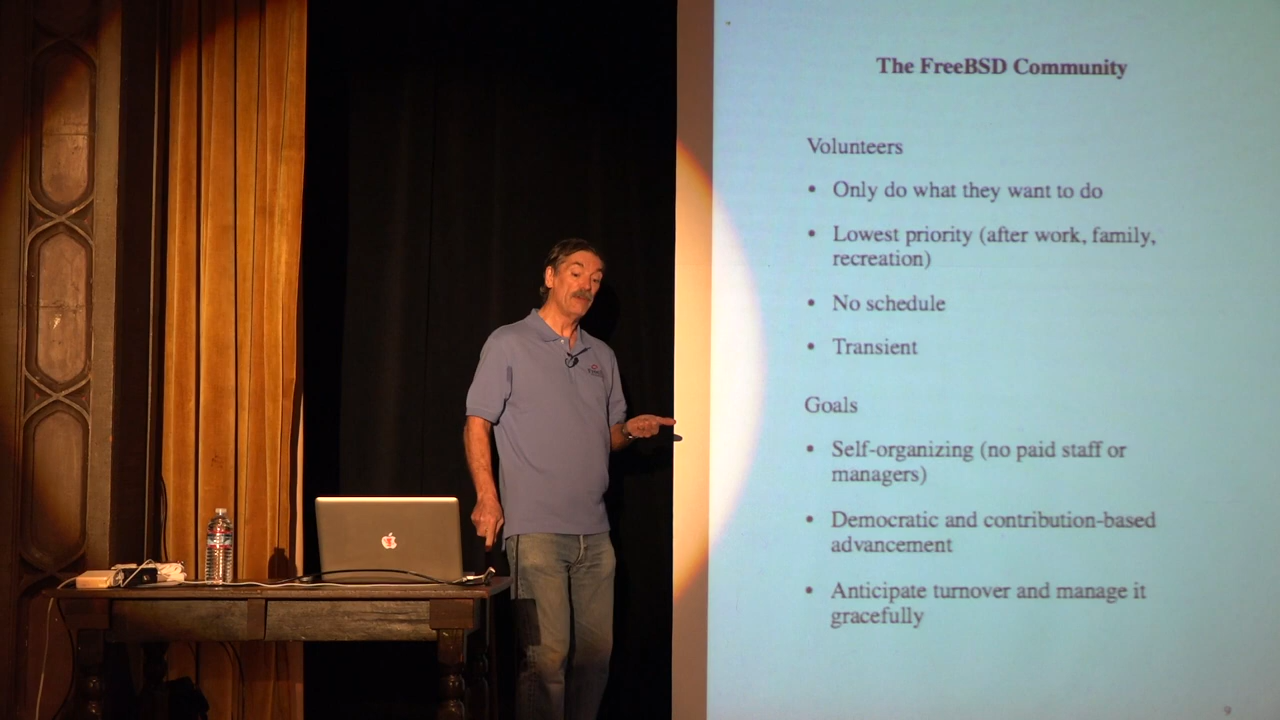 The FreeBSD Community
Volunteers
• Only do what they want to do
• Lowest priority (after work, family,
recreation)
• No schedule
• Transient
Goals
• Self-organizing (no paid staff or
managers)
• Democratic and contribution-based
advancement
• Anticipate turnover and manage it
gracefully
9